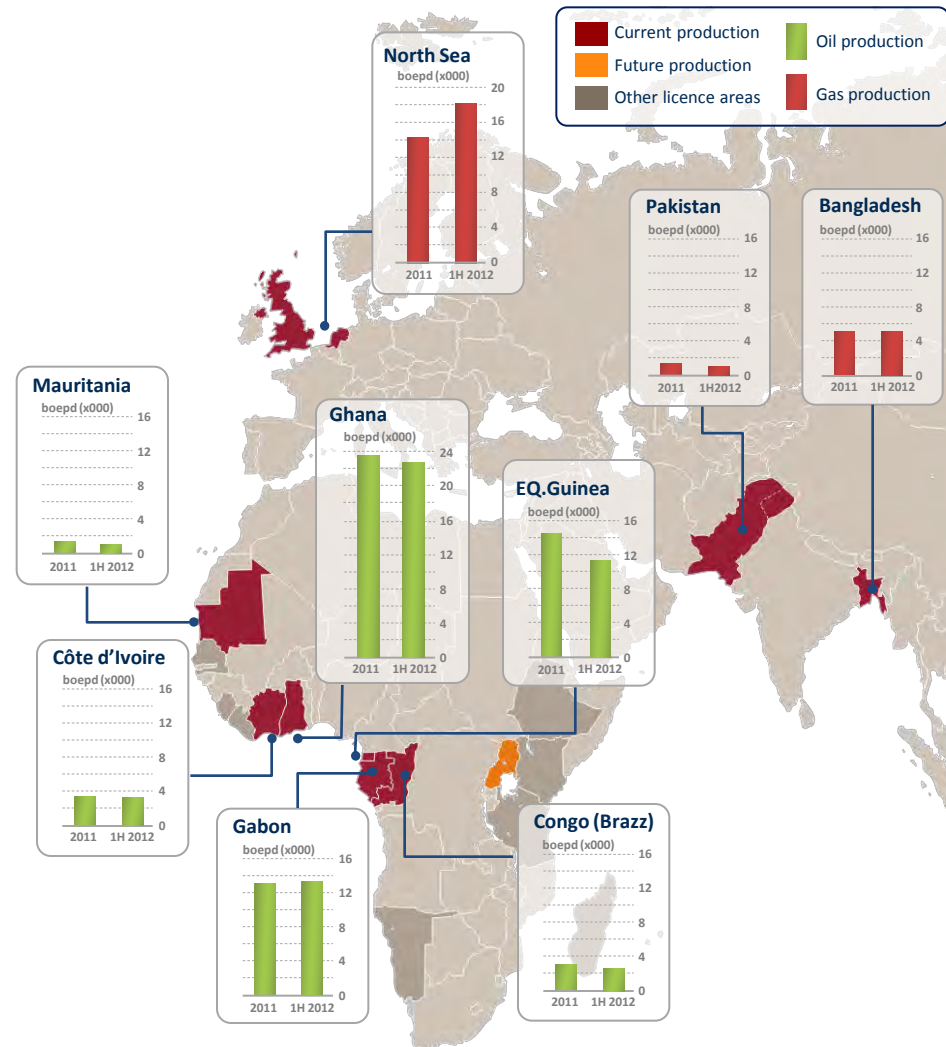 Current production
Future production
Other licence areas
Oil production
Gas production
North Sea
boepd (x000)
20
16
12
8
4
0
2011
1H 2012
Pakistan
boepd (x000)
16
12
8
4
0
2011
1H2012
Bangladesh
boepd (x000)
16
12
8
4
0
2011
1H 2012
Mauritania
boepd (x000)
16
12
8
4
0
2011
1H 2012
Ghana
boepd (x000)
24
20
16
12
8
4
0
2011
1H 2012
EQ.Guinea
boepd (x000)
16
12
8
4
0
2011
1H 2012
Côte d’Ivoire
boepd (x000)
16
12
8
4
0
2011
1H 2012
Gabon
boepd (x000)
16
12
8
4
0
2011
1H 2012
Congo (Brazz)
boepd (x000)
16
12
8
4
0
2011
1H 2012